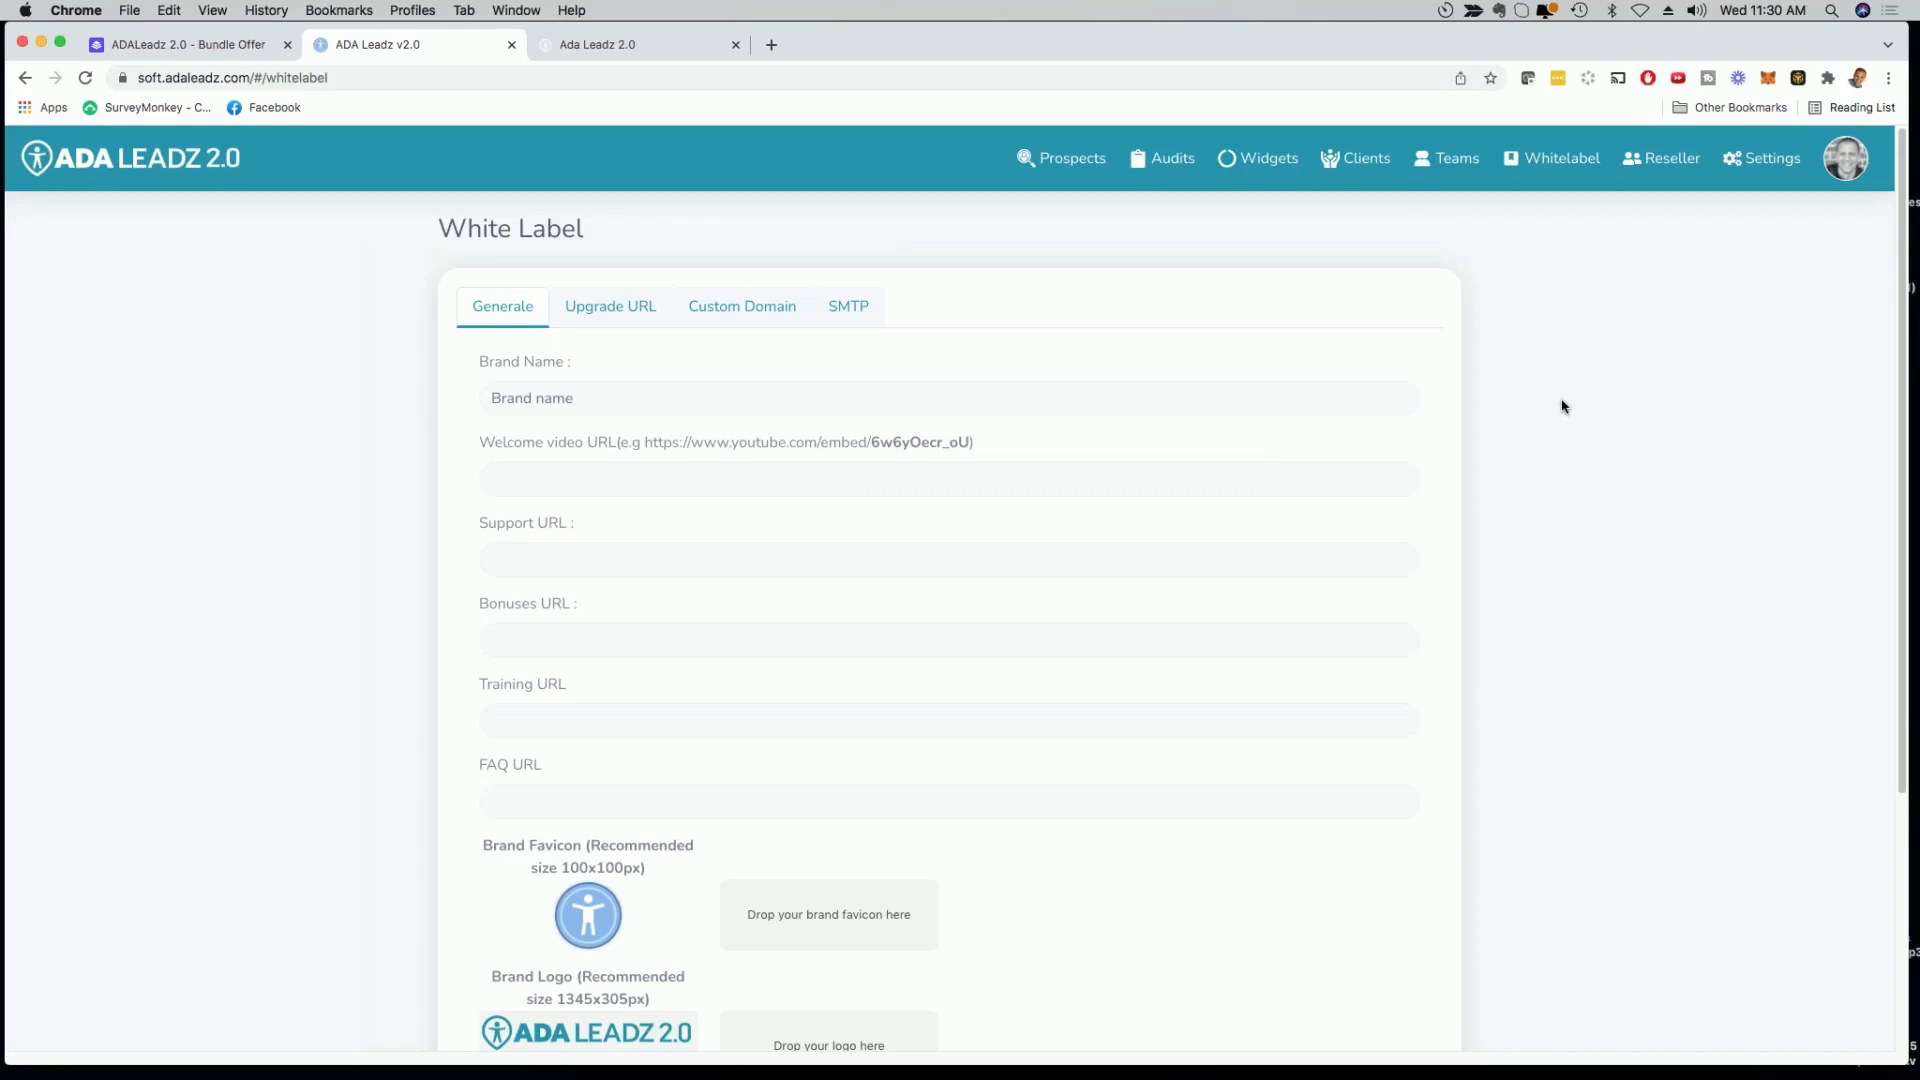 Chrome File Edit View History Bookmarks Profiles Tab Window Help Wed 11:30 AM
ADALeadz 2.0 - Bundle Offer ADA Leadz v2.0 Ada Leadz 2.0
soft.adaleadz.com/#/whitelabel
Apps SurveyMonkey - C... Facebook Other Bookmarks Reading List
ADA LEADZ 2.0 Prospects Audits Widgets Clients Teams Whitelabel Reseller Settings
White Label
Generale Upgrade URL Custom Domain SMTP
Brand Name :
Brand name
Welcome video URL(e.g https://www.youtube.com/embed/6w6yOecr_oU)
Support URL :
Bonuses URL :
Training URL
FAQ URL
Brand Favicon (Recommended
size 100x100px)
Drop your brand favicon here
Brand Logo (Recommended
size 1345x305px)
ADA LEADZ 2.0
Drop your logo here